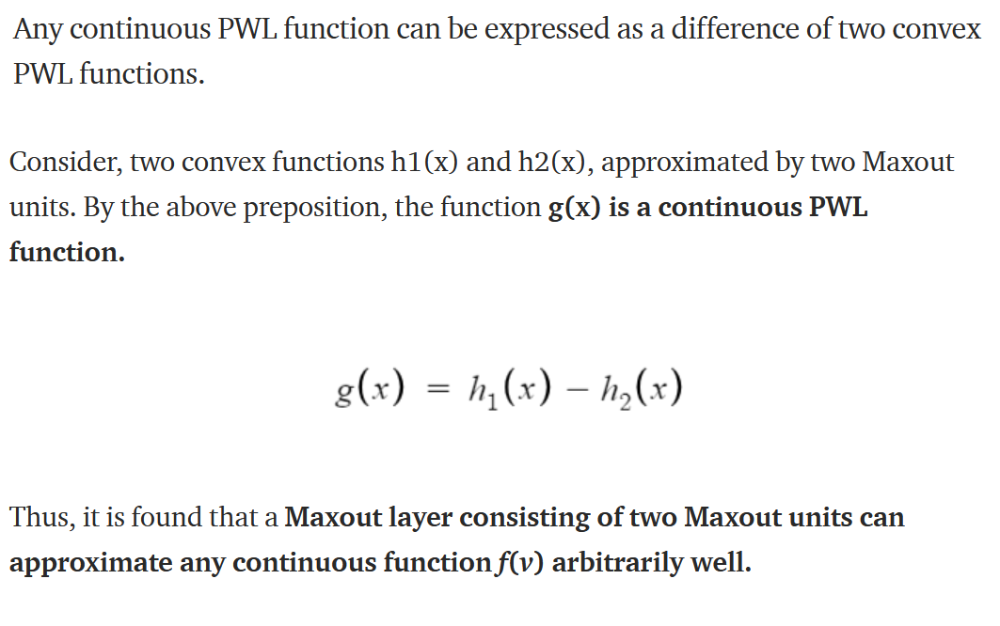 Any continuous PWL function can be expressed as a difference of two convex
PWL functions.
Consider, two convex functions h1(x) and h2(x), approximated by two Maxout
units. By the above preposition, the function g(x) is a continuous PWL
function.
g(x) = h₁(x) − h₂(x)
Thus, it is found that a Maxout layer consisting of two Maxout units can
approximate any continuous function f(v) arbitrarily well.